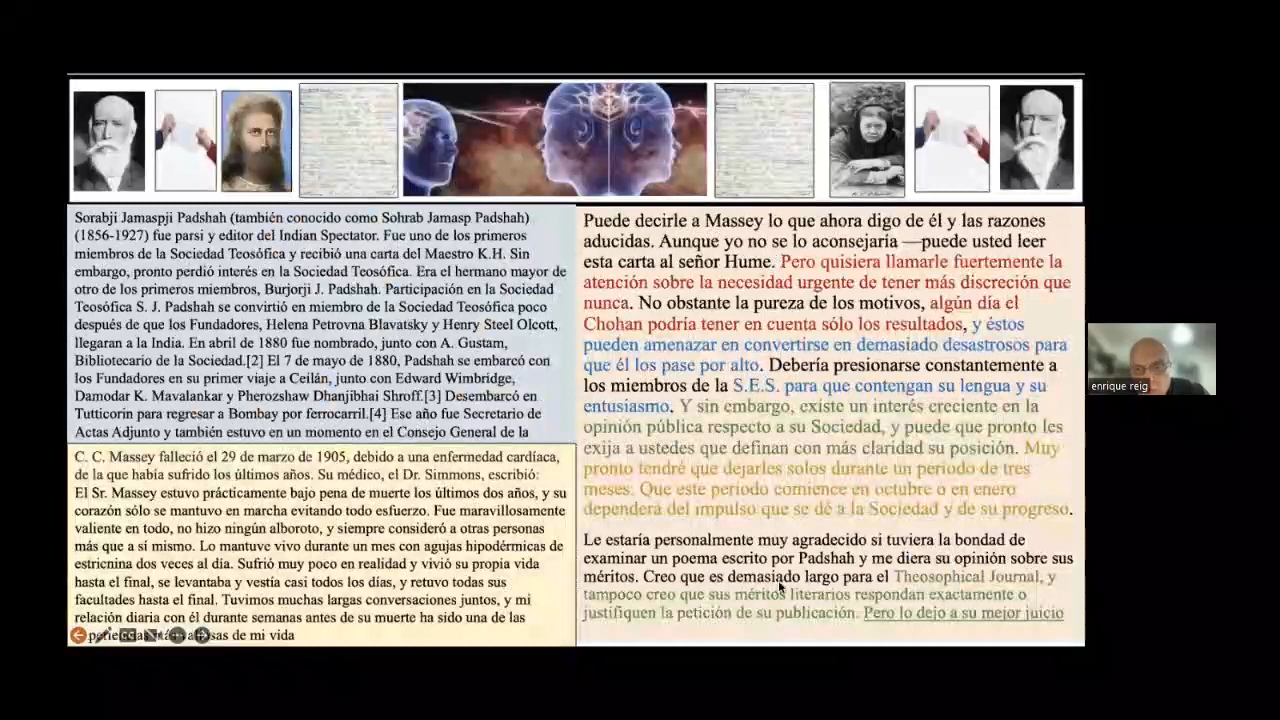 Sorabji Jamaspji Padshah (también conocido como Sohrab Jamasp Padshah)
(1856-1927) fue parsi y editor del Indian Spectator. Fue uno de los primeros
miembros de la Sociedad Teosófica y recibió una carta del Maestro K.H. Sin
embargo, pronto perdió interés en la Sociedad Teosófica. Era el hermano mayor de
otro de los primeros miembros, Burjorji J. Padshah. Participación en la Sociedad
Teosófica S. J. Padshah se convirtió en miembro de la Sociedad Teosófica poco
después de que los Fundadores, Helena Petrovna Blavatsky y Henry Steel Olcott,
llegaran a la India. En abril de 1880 fue nombrado, junto con A. Gustam,
Bibliotecario de la Sociedad.[2] El 7 de mayo de 1880, Padshah se embarcó con
los Fundadores en su primer viaje a Ceilán, junto con Edward Wimbridge,
Damodar K. Mavalankar y Pherozshaw Dhanjibhai Shroff.[3] Desembarcó en
Tutticorin para regresar a Bombay por ferrocarril.[4] Ese año fue Secretario de
Actas Adjunto y también estuvo en un momento en el Consejo General de la
C. C. Massey falleció el 29 de marzo de 1905, debido a una enfermedad cardíaca,
de la que había sufrido los últimos años. Su médico, el Dr. Simmons, escribió:
El Sr. Massey estuvo prácticamente bajo pena de muerte los últimos dos años, y su
corazón sólo se mantuvo en marcha evitando todo esfuerzo. Fue maravillosamente
valiente en todo, no hizo ningún alboroto, y siempre consideró a otras personas
más que a sí mismo. Lo mantuve vivo durante un mes con agujas hipodérmicas de
estricnina dos veces al día. Sufrió muy poco en realidad y vivió su propia vida
hasta el final, se levantaba y vestía casi todos los días, y retuvo todas sus
facultades hasta el final. Tuvimos muchas largas conversaciones juntos, y mi
relación diaria con él durante semanas antes de su muerte ha sido una de las
de mi vida
Puede decirle a Massey lo que ahora digo de él y las razones
aducidas. Aunque yo no se lo aconsejaría —puede usted leer
esta carta al señor Hume. Pero quisiera llamarle fuertemente la
atención sobre la necesidad urgente de tener más discreción que
nunca. No obstante la pureza de los motivos, algún día el
Chohan podría tener en cuenta sólo los resultados, y éstos
pueden amenazar en convertirse en demasiado desastrosos para
que él los pase por alto. Debería presionarse constantemente a
los miembros de la S.E.S. para que contengan su lengua y su
entusiasmo. Y sin embargo, existe un interés creciente en la
opinión pública respecto a su Sociedad, y puede que pronto les
exija a ustedes que definan con más claridad su posición. Muy
pronto tendré que dejarles solos durante un período de tres
meses. Que este período comience en octubre o en enero
dependerá del impulso que se dé a la Sociedad y de su progreso.
Le estaría personalmente muy agradecido si tuviera la bondad de
examinar un poema escrito por Padshah y me diera su opinión sobre sus
méritos. Creo que es demasiado largo para el Theosophical Journal, y
tampoco creo que sus méritos literarios respondan exactamente o
justifiquen la petición de su publicación. Pero lo dejo a su mejor juicio
enrique reig